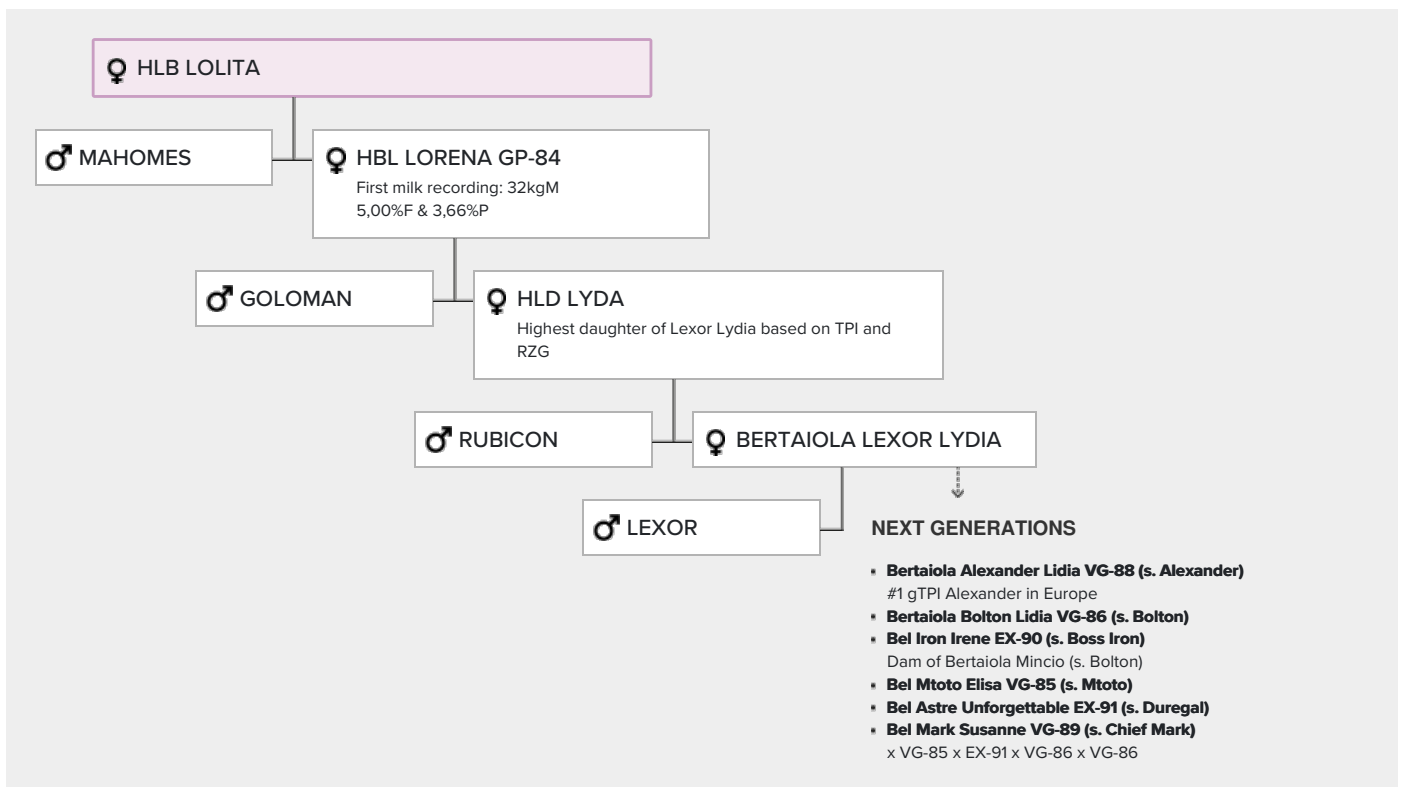 HLB LOLITA
MAHOMES
HBL LORENA GP-84
First milk recording: 32kgM
5,00%F & 3,66%P
GOLOMAN
HLD LYDA
Highest daughter of Lexor Lydia based on TPI and
RZG
RUBICON
BERTAIOLA LEXOR LYDIA
LEXOR
NEXT GENERATIONS
Bertaiola Alexander Lidia VG-88 (s. Alexander)
#1 gTPI Alexander in Europe
Bertaiola Bolton Lidia VG-86 (s. Bolton)
Bel Iron Irene EX-90 (s. Boss Iron)
Dam of Bertaiola Mincio (s. Bolton)
Bel Mtoto Elisa VG-85 (s. Mtoto)
Bel Astre Unforgettable EX-91 (s. Duregal)
Bel Mark Susanne VG-89 (s. Chief Mark)
x VG-85 x EX-91 x VG-86 x VG-86